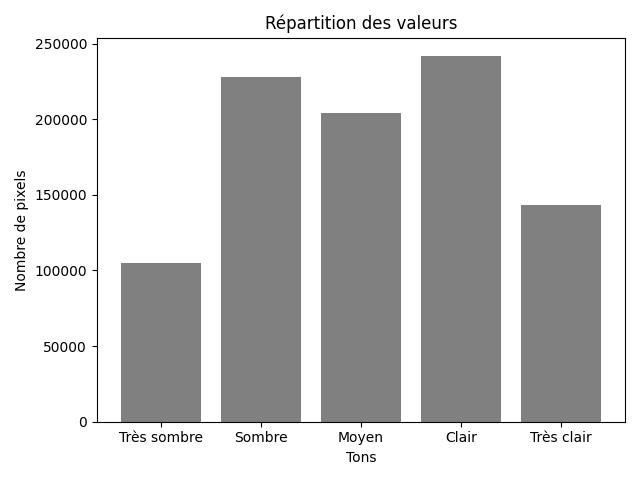 Répartition des valeurs
Nombre de pixels
250000
200000
150000
100000
50000
0
Très sombre
Sombre
Moyen
Clair
Très clair
Tons